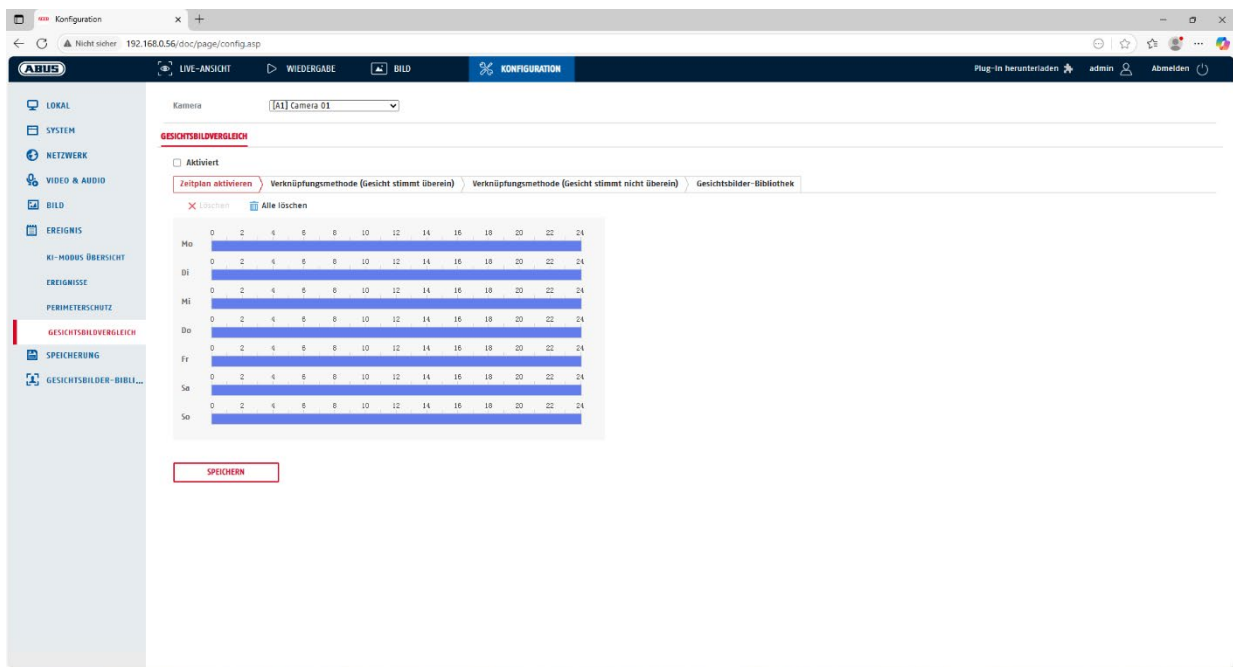 ABUS Konfiguration × +
Nicht sicher 192.168.0.56/doc/page/config.asp
ABUS LIVE-ANSICHT WIEDERGABE BILD KONFIGURATION Plug-In herunterladen admin Abmelden
LOKAL
SYSTEM
NETZWERK
VIDEO & AUDIO
BILD
EREIGNIS
KI-MODUS ÜBERSICHT
EREIGNISSE
PERIMETERSCHUTZ
GESICHTSBILDVERGLEICH
SPEICHERUNG
GESICHTSBILDER-BIBLI...
Kamera [A1] Camera 01
GESICHTSBILDVERGLEICH
Aktiviert
Zeitplan aktivieren Verknüpfungsmethode (Gesicht stimmt überein) Verknüpfungsmethode (Gesicht stimmt nicht überein) Gesichtsbilder-Bibliothek
Löschen Alle löschen
0 2 4 6 8 10 12 14 16 18 20 22 24
Mo
0 2 4 6 8 10 12 14 16 18 20 22 24
Di
0 2 4 6 8 10 12 14 16 18 20 22 24
Mi
0 2 4 6 8 10 12 14 16 18 20 22 24
Do
0 2 4 6 8 10 12 14 16 18 20 22 24
Fr
0 2 4 6 8 10 12 14 16 18 20 22 24
Sa
0 2 4 6 8 10 12 14 16 18 20 22 24
So
SPEICHERN